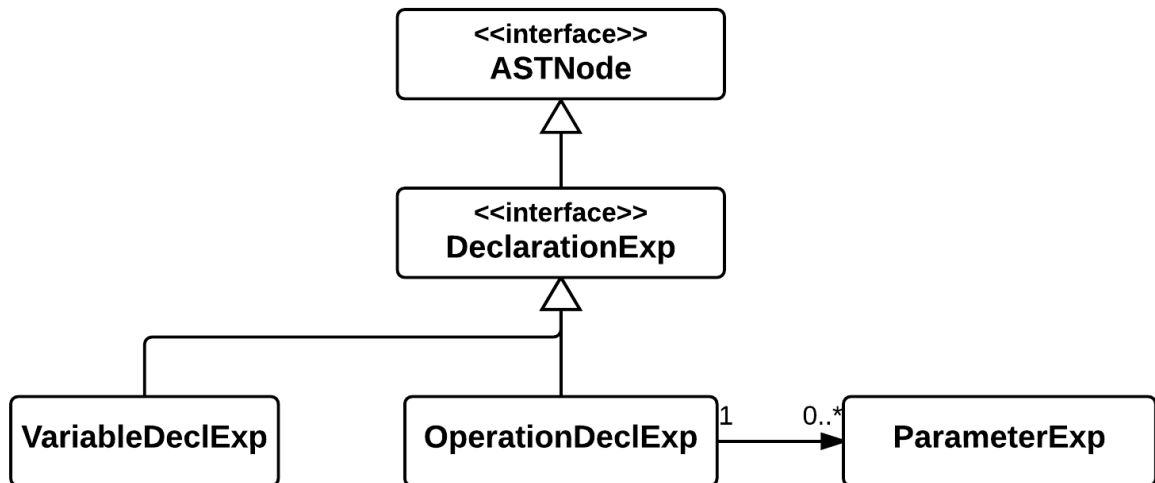 <<interface>>
ASTNode
<<interface>>
DeclarationExp
VariableDeclExp
OperationDeclExp
1
0..*
ParameterExp